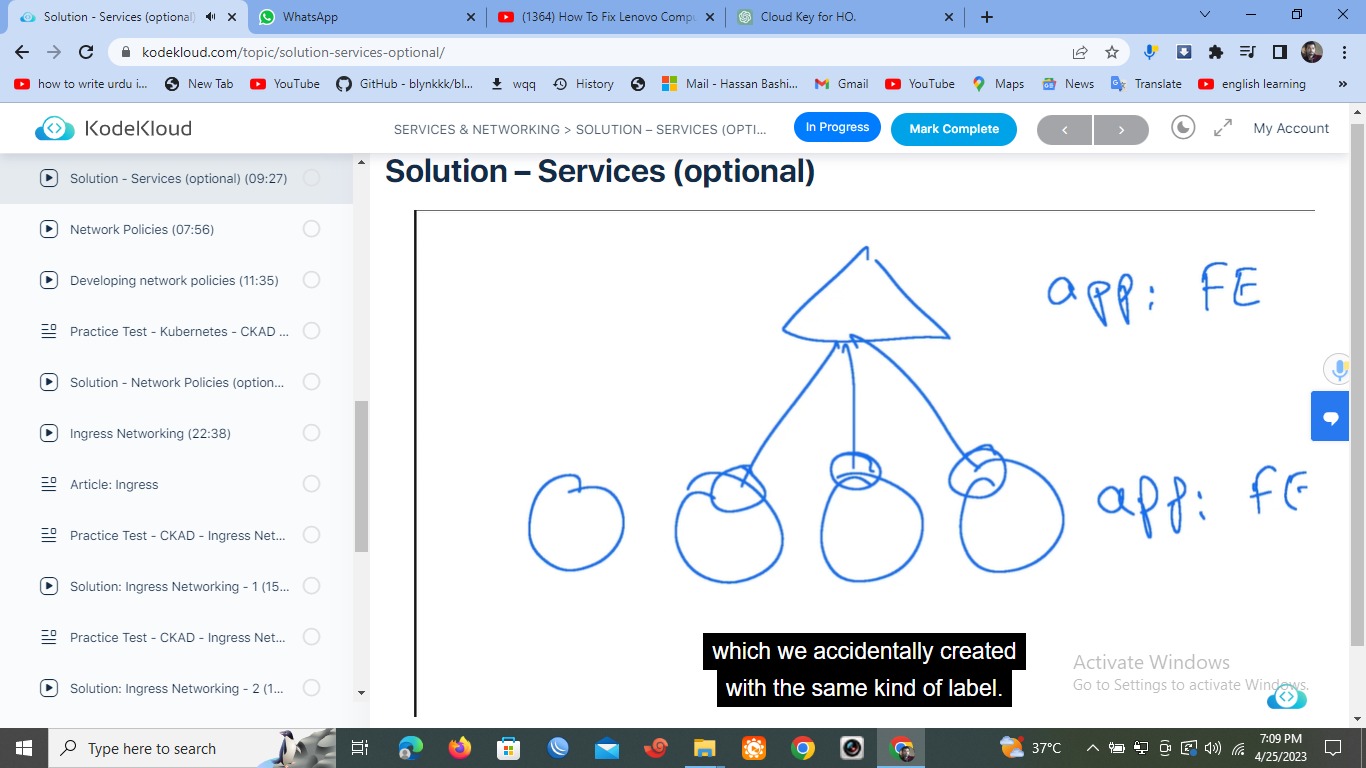 Solution - Services (optional)
WhatsApp
(1364) How To Fix Lenovo Compu
Cloud Key for HO.
kodekloud.com/topic/solution-services-optional/
how to write urdu i...
New Tab
YouTube
GitHub - blynkkk/bl...
wqq
History
Mail - Hassan Bashi...
Gmail
YouTube
Maps
News
Translate
english learning
»
KodeKloud
SERVICES & NETWORKING > SOLUTION – SERVICES (OPTI...
In Progress
Mark Complete
My Account
Solution - Services (optional) (09:27)
Network Policies (07:56)
Developing network policies (11:35)
Practice Test - Kubernetes - CKAD ...
Solution - Network Policies (option...
Ingress Networking (22:38)
Article: Ingress
Practice Test - CKAD - Ingress Net...
Solution: Ingress Networking - 1 (15...
Practice Test - CKAD - Ingress Net...
Solution: Ingress Networking - 2 (1...
Solution – Services (optional)
app: FE
app: FE
which we accidentally created
with the same kind of label.
Activate Windows
Go to Settings to activate Windows.
Type here to search
37°C
7:09 PM
4/25/2023